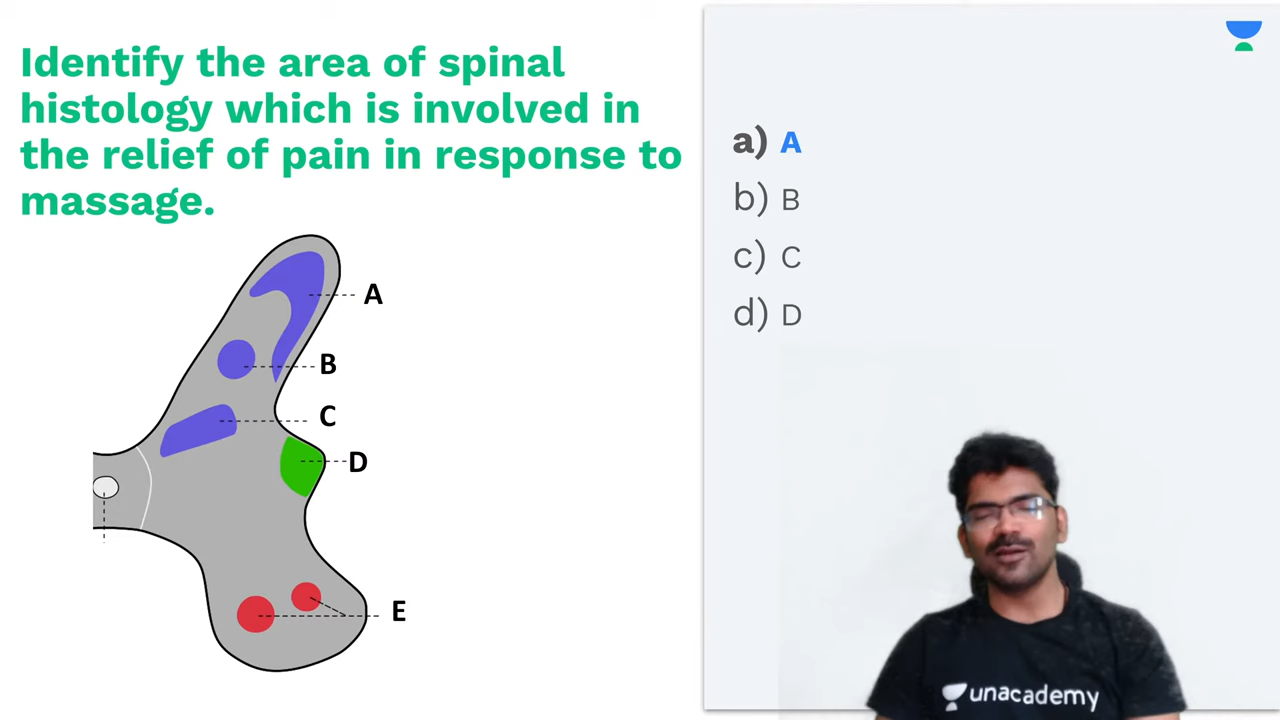 Identify the area of spinal
histology which is involved in
the relief of pain in response to
massage.
A
B
C
D
E
a) A
b) B
c) C
d) D
unacademy